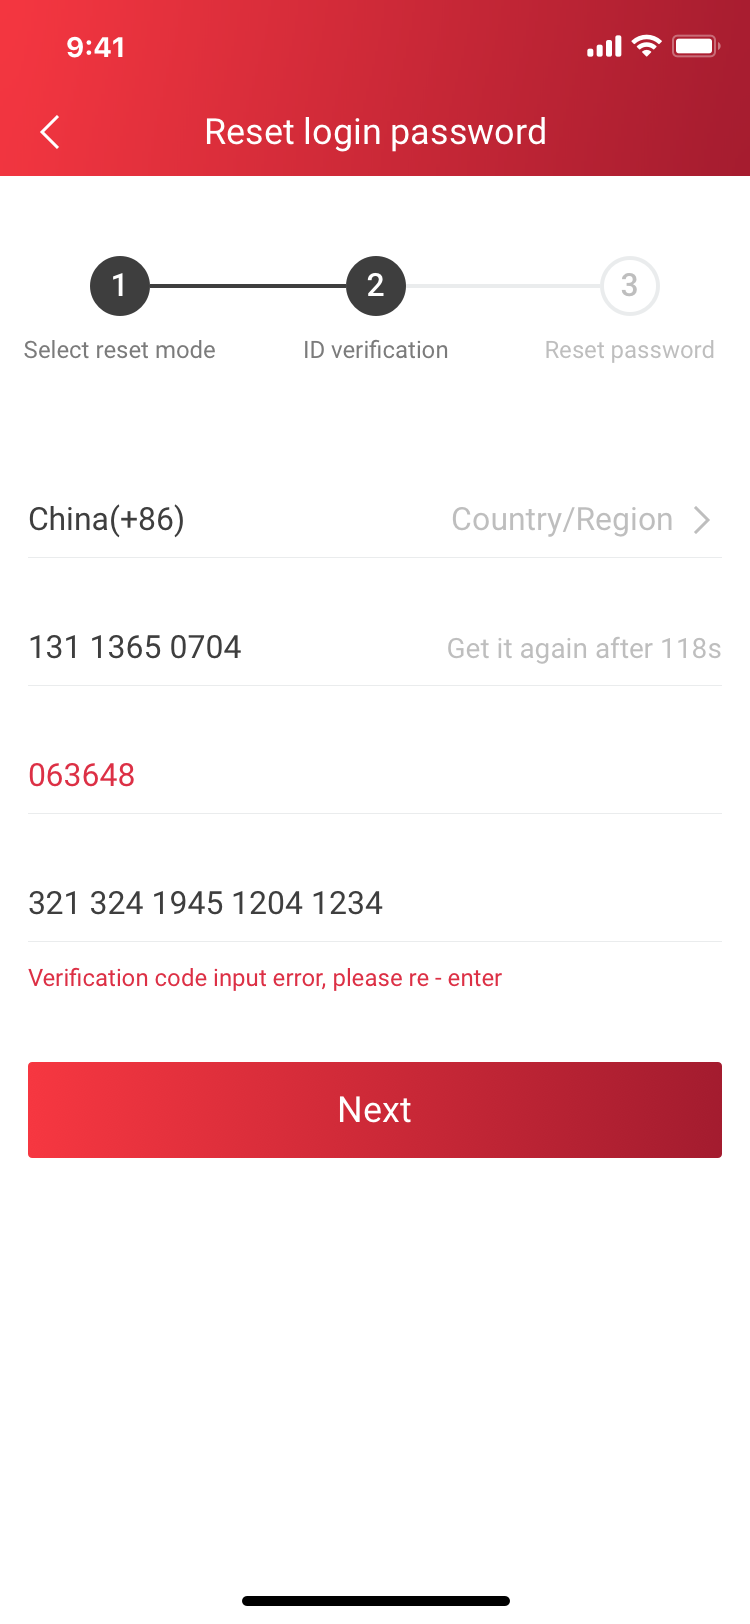 9:41
Reset login password
1 2 3
Select reset mode ID verification Reset password
China(+86) Country/Region
131 1365 0704 Get it again after 118s
063648
321 324 1945 1204 1234
Verification code input error, please re - enter
Next